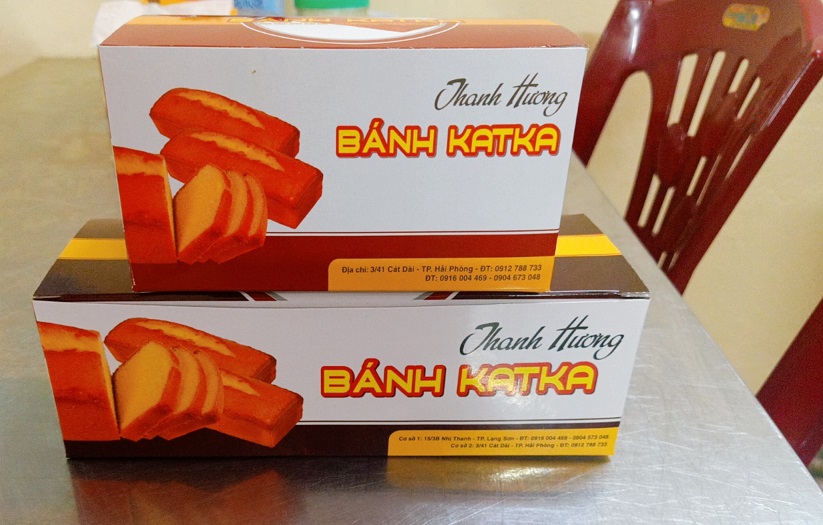 BÁNH KATKA
Thanh Hương
BÁNH KATKA
Địa chỉ: 3/41 Cát Dài - TP. Hải Phòng - ĐT: 0912 788 733
ĐT: 0916 004 469 - 0904 673 048
Thanh Hương
BÁNH KATKA
Cơ sở 1: 15/3B Nhị Thanh - TP. Lạng Sơn - ĐT: 0916 004 469 - 0904 573 048
Cơ sở 2: 3/41 Cát Dài - TP. Hải Phòng - ĐT: 0912 788 733